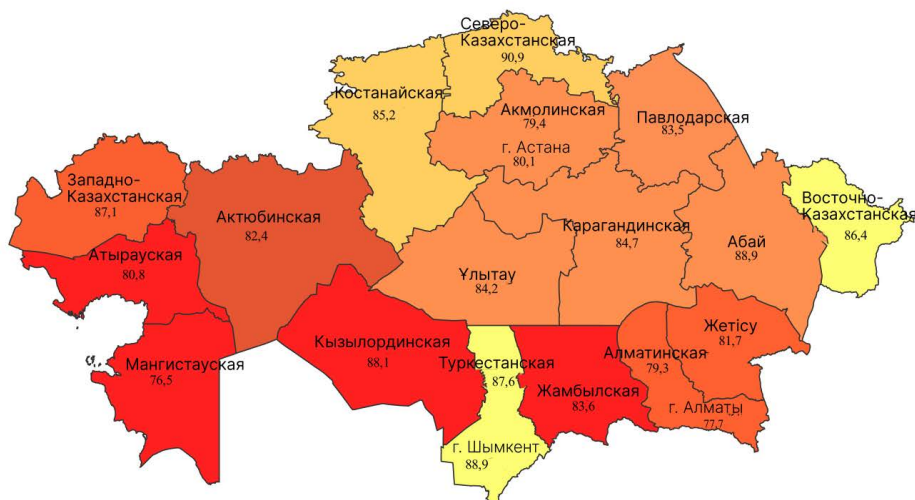 Северо-
Казахстанская
90,9
Костанайская
85,2
Акмолинская
79,4
г. Астана
80,1
Павлодарская
83,5
Западно-
Казахстанская
87,1
Актюбинская
82,4
Атырауская
80,8
Мангистауская
76,5
Кызылординская
88,1
Ұлытау
84,2
Карагандинская
84,7
Абай
88,9
Восточно-
Казахстанская
86,4
Туркестанская
87,6
г. Шымкент
88,9
Жамбылская
83,6
Алматинская
79,3
Жетісу
81,7
г. Алматы
77,7